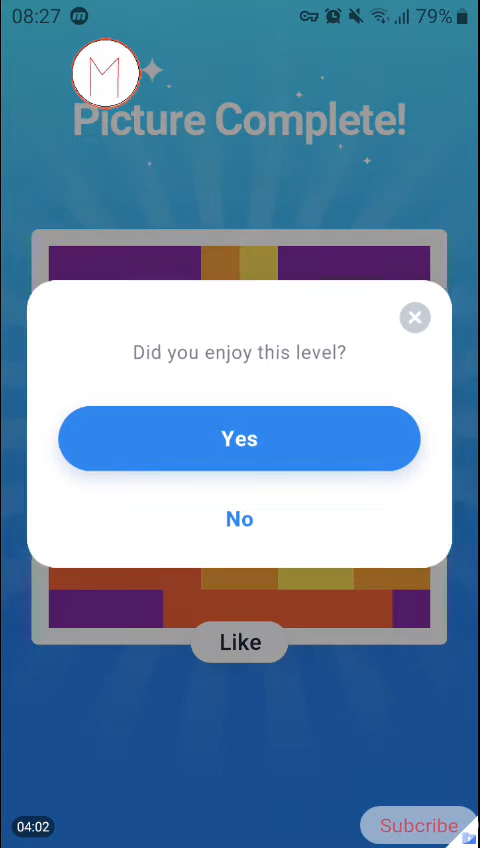 08:27
79%
M
Picture Complete!
Did you enjoy this level?
Yes
No
Like
04:02
Subcribe